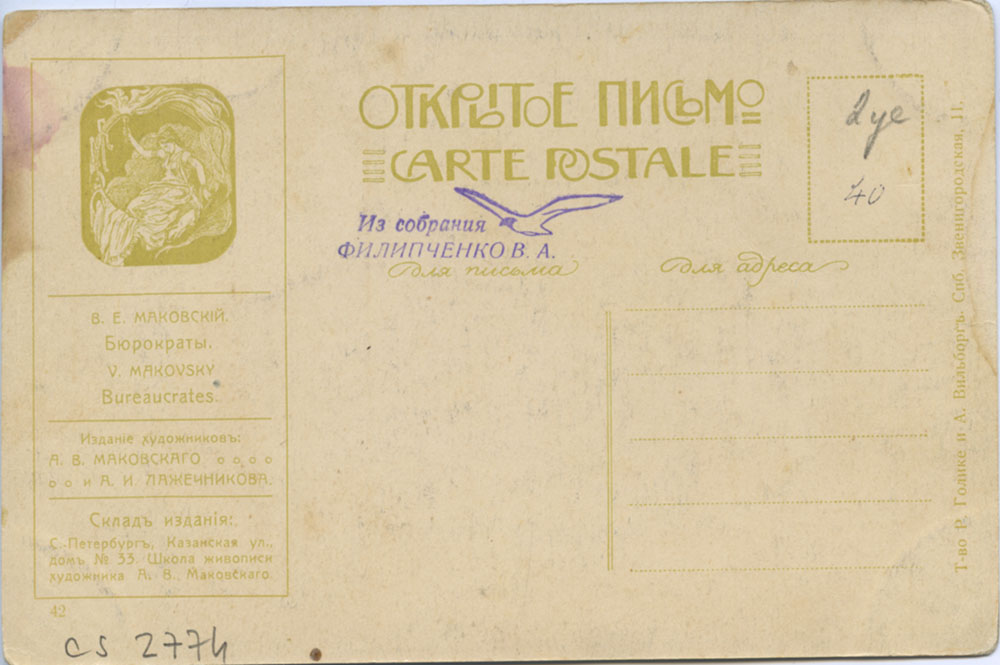 ОТКРЫТОЕ ПИСЬМО
CARTE POSTALE
Из собрания
ФИЛИПЧЕНКО В. А.
для письма
для адреса
2уе
40
В. Е. МАКОВСКІЙ.
Бюрократы.
V. MAKOVSKY
Bureaucrates.
Изданіе художниковъ:
А. В. МАКОВСКАГО
и А. И. ЛАЖЕЧНИКОВА.
Складъ изданія:
С.-Петербургъ, Казанская ул.,
домъ № 33. Школа живописи
художника А. В. Маковскаго.
42
CS 2774
Т-во Р. Голике и А. Вильборгъ. Спб. Звенигородская, 11.